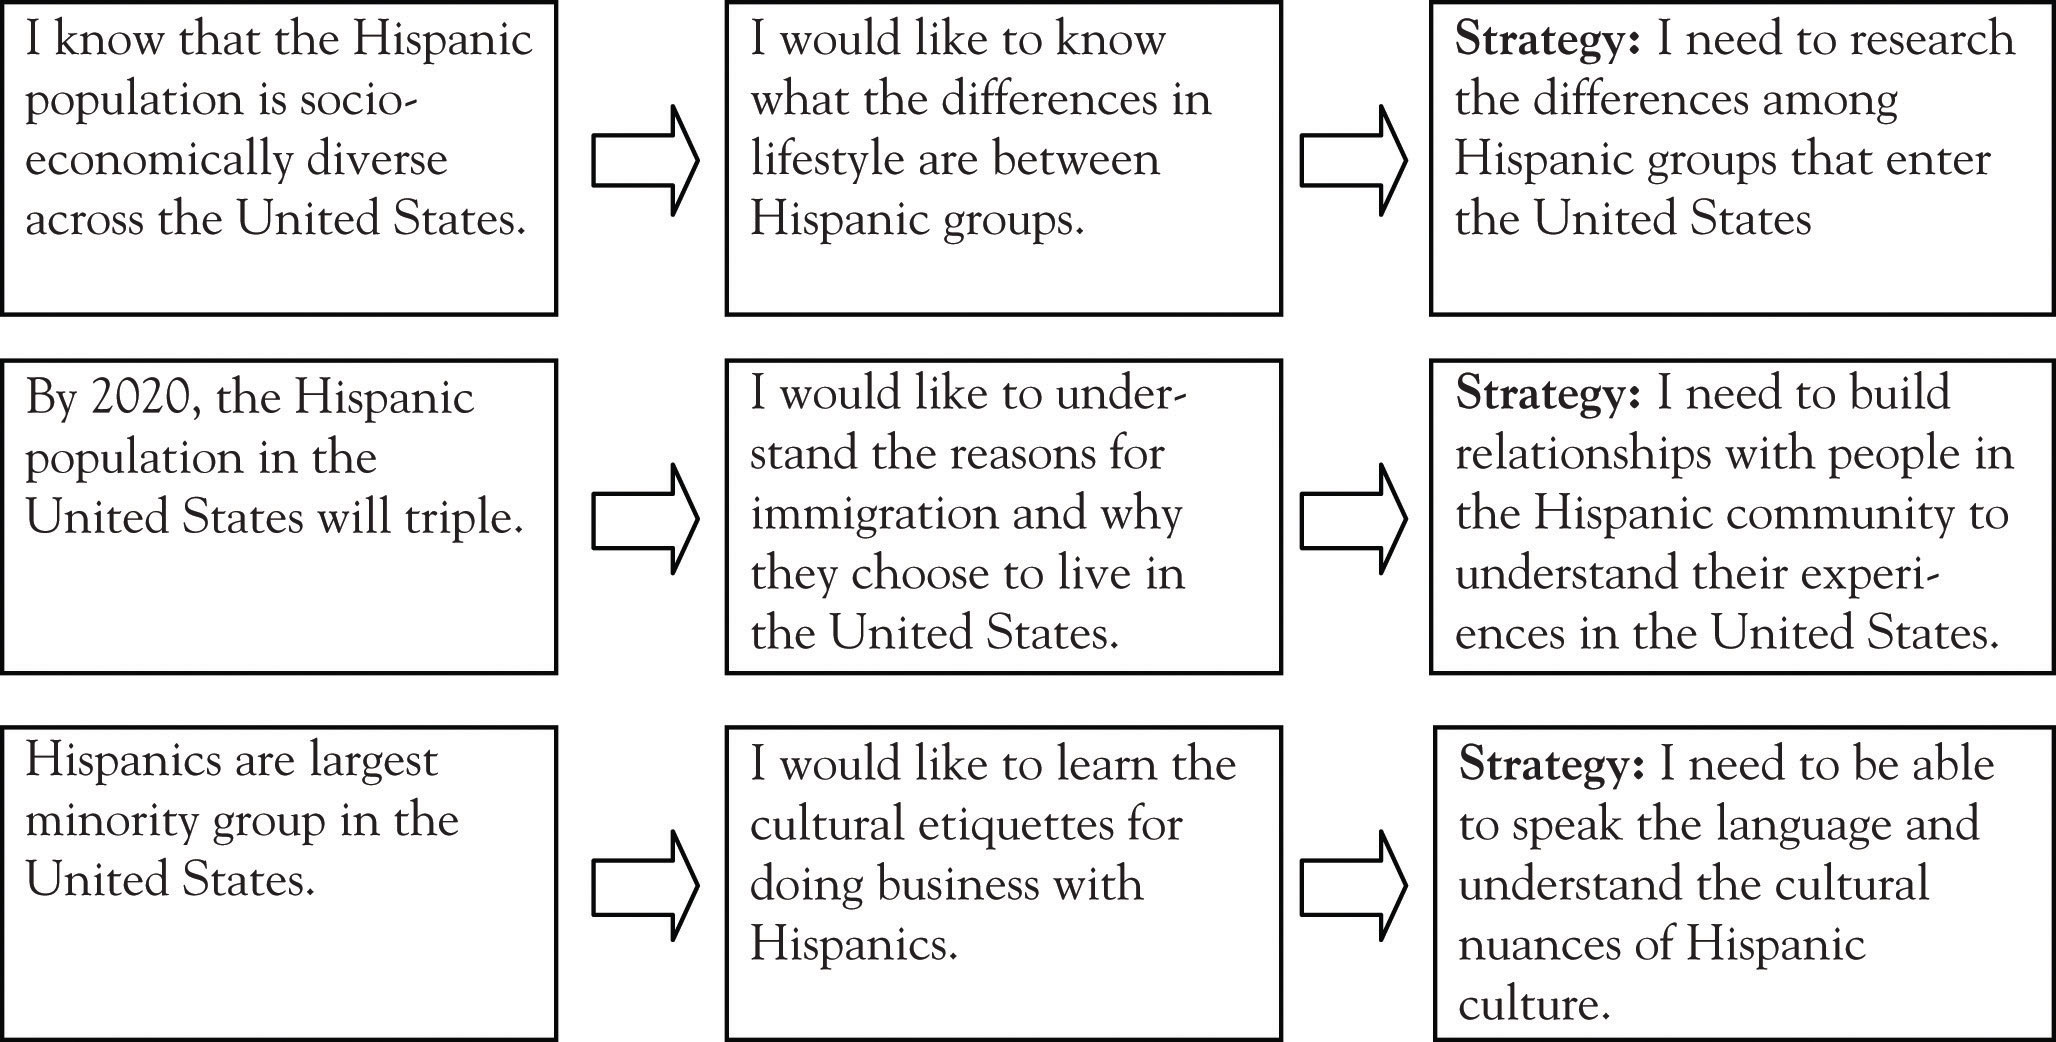 I know that the Hispanic
population is socio-
economically diverse
across the United States.
I would like to know
what the differences in
lifestyle are between
Hispanic groups.
Strategy: I need to research
the differences among
Hispanic groups that enter
the United States
By 2020, the Hispanic
population in the
United States will triple.
I would like to under-
stand the reasons for
immigration and why
they choose to live in
the United States.
Strategy: I need to build
relationships with people in
the Hispanic community to
understand their experi-
ences in the United States.
Hispanics are largest
minority group in the
United States.
I would like to learn the
cultural etiquettes for
doing business with
Hispanics.
Strategy: I need to be able
to speak the language and
understand the cultural
nuances of Hispanic
culture.